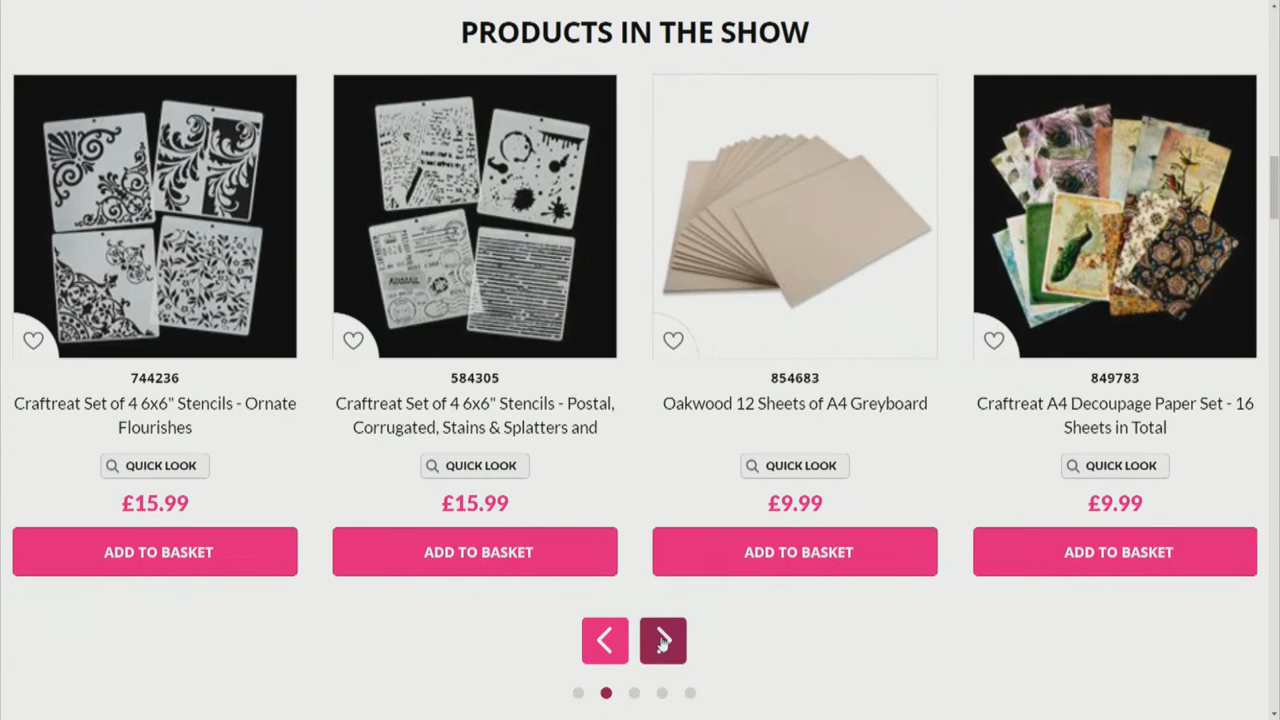 PRODUCTS IN THE SHOW
744236
Craftreat Set of 4 6x6" Stencils - Ornate
Flourishes
QUICK LOOK
£15.99
ADD TO BASKET
584305
Craftreat Set of 4 6x6" Stencils - Postal,
Corrugated, Stains & Splatters and
QUICK LOOK
£15.99
ADD TO BASKET
854683
Oakwood 12 Sheets of A4 Greyboard
QUICK LOOK
£9.99
ADD TO BASKET
849783
Craftreat A4 Decoupage Paper Set - 16
Sheets in Total
QUICK LOOK
£9.99
ADD TO BASKET